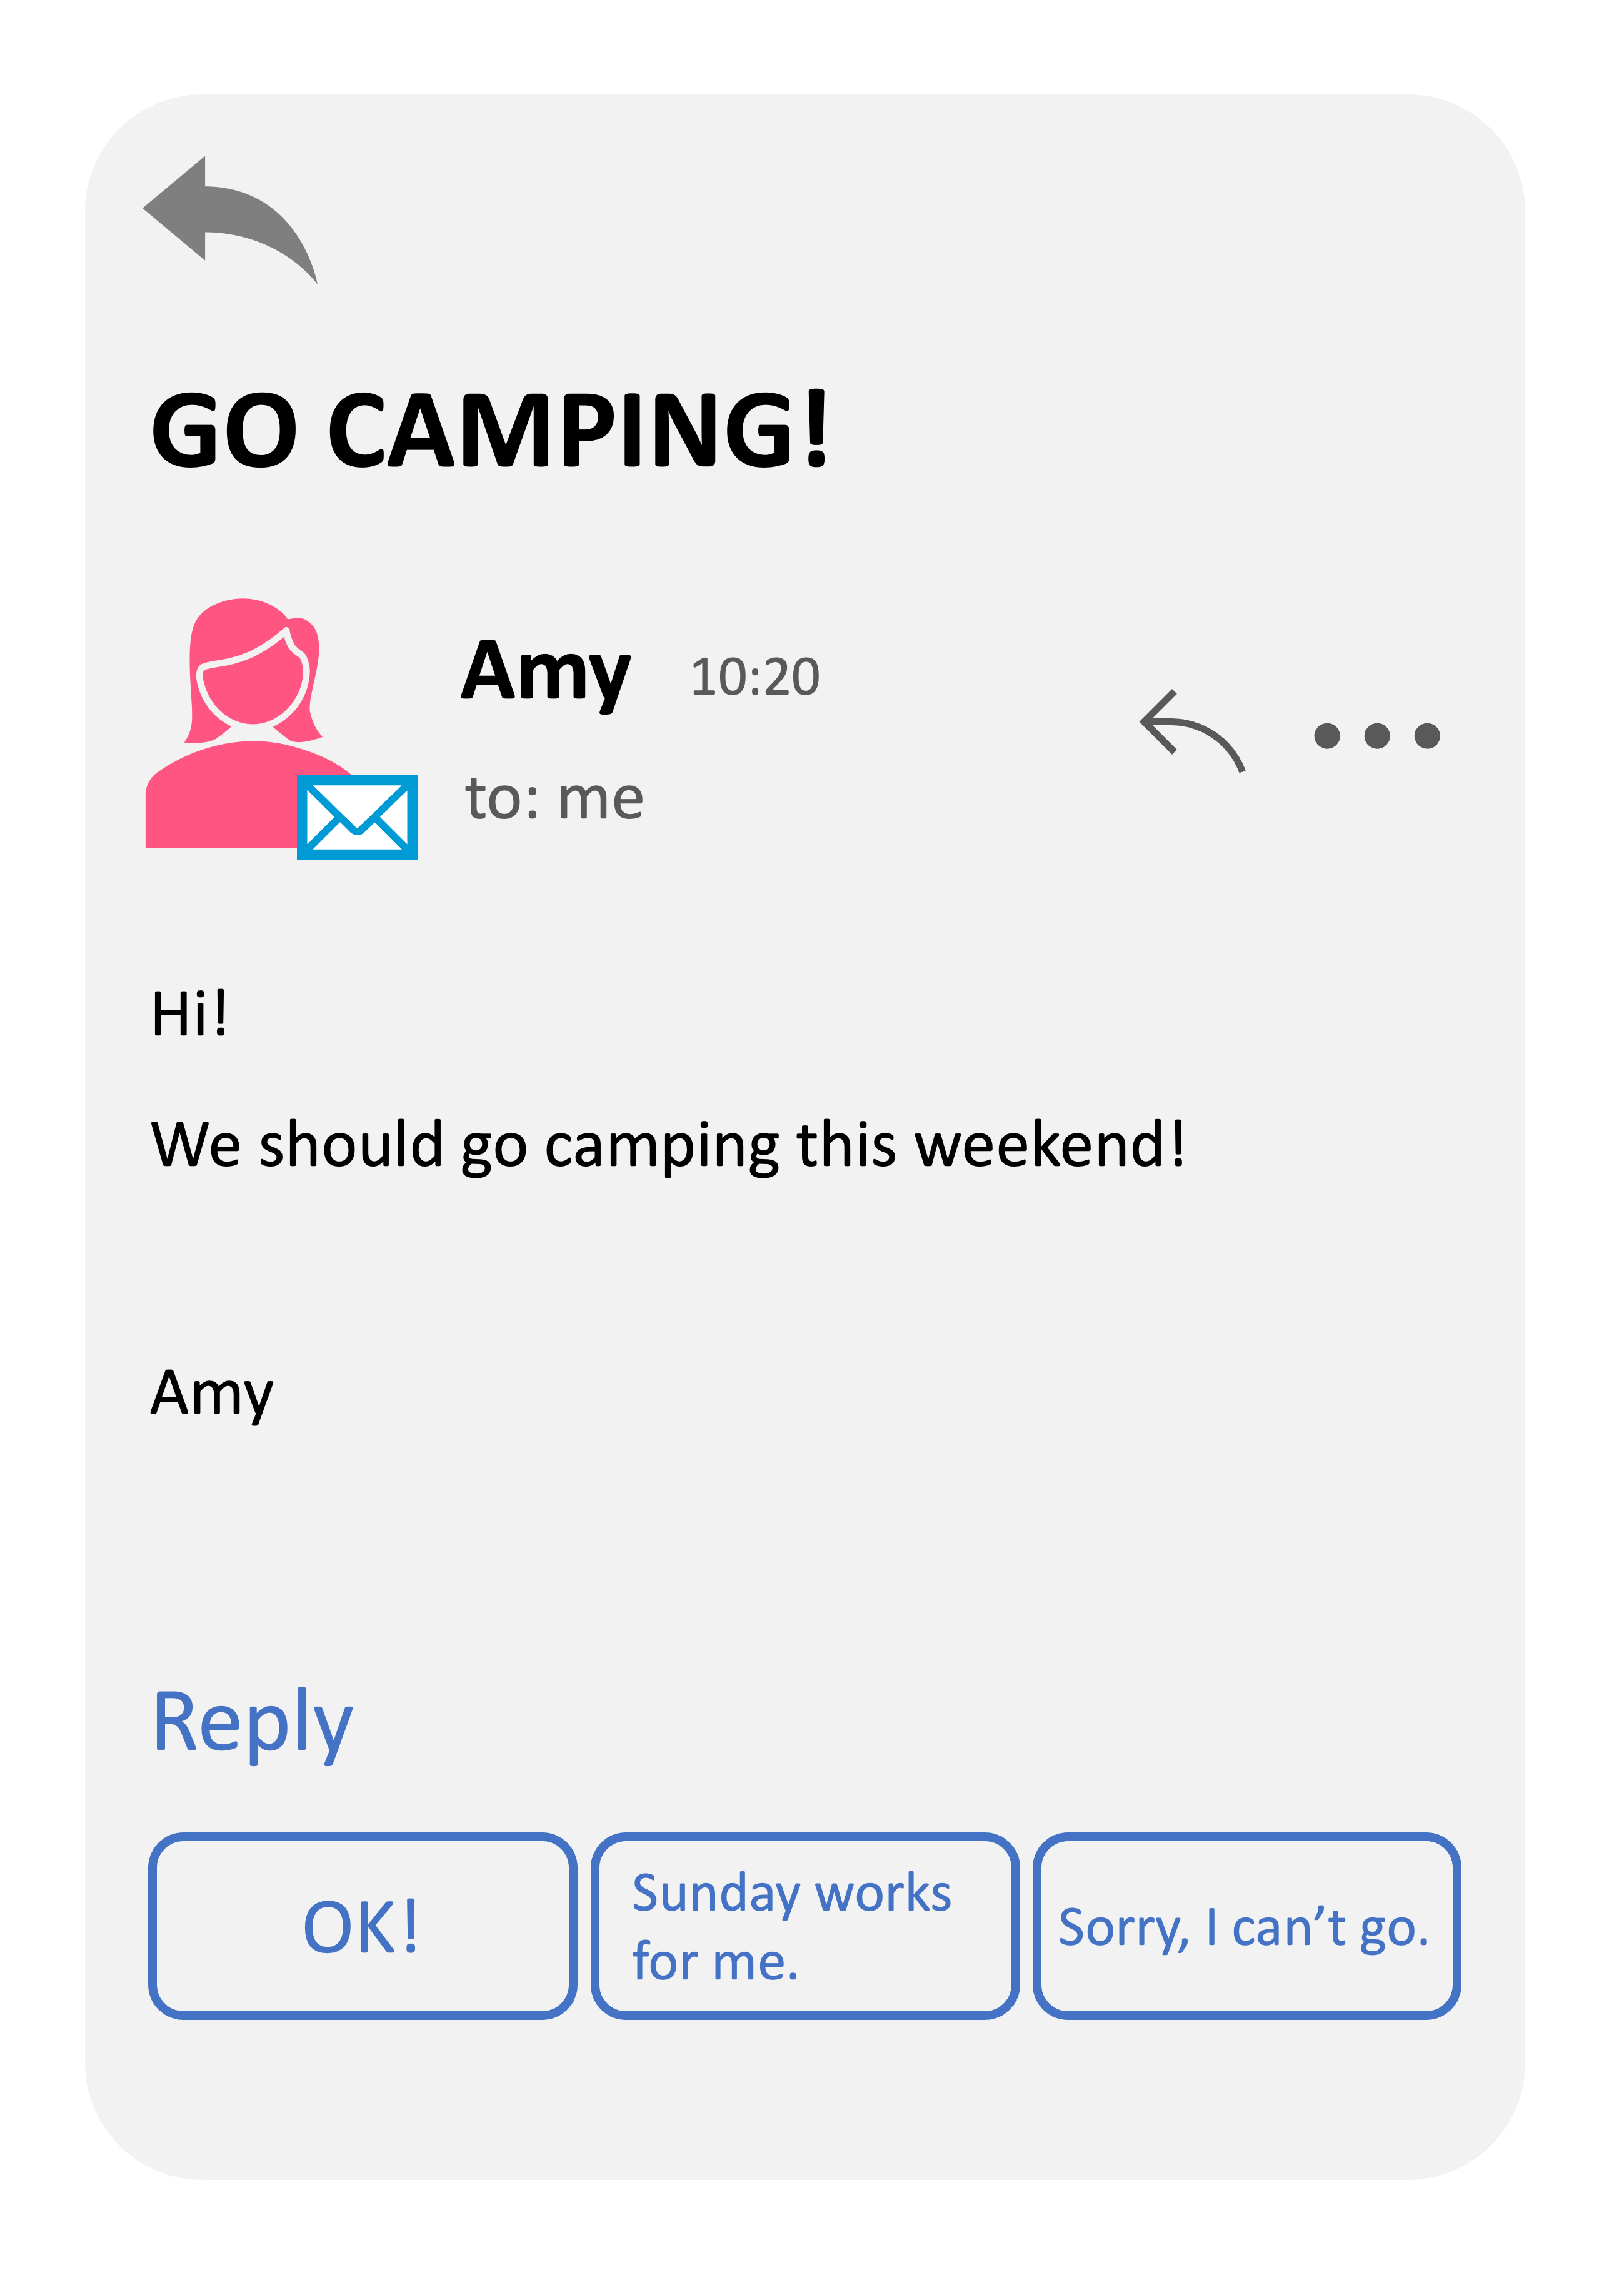 GO CAMPING!
Amy 10:20
to: me
Hi!
We should go camping this weekend!
Amy
Reply
OK!
Sunday works
for me.
Sorry, I can’t go.